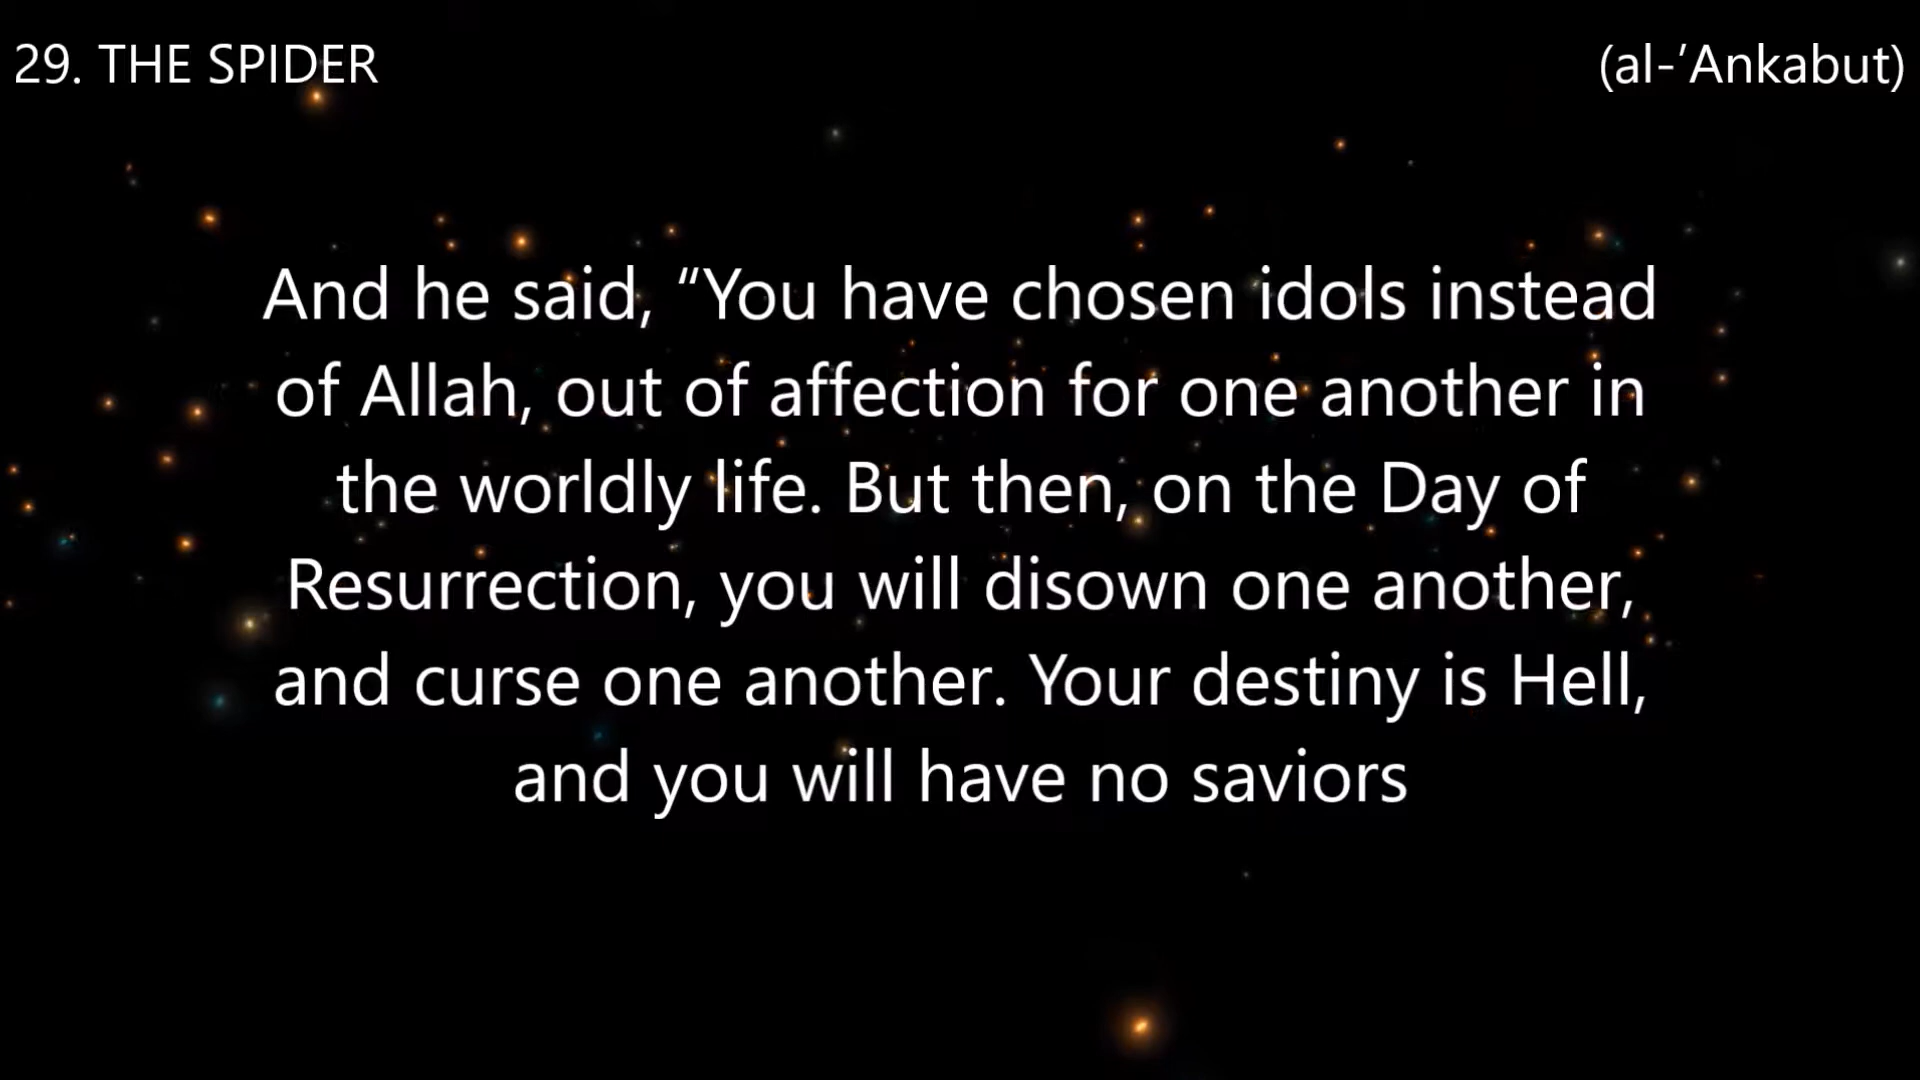 29. THE SPIDER
(al-’Ankabut)
And he said, “You have chosen idols instead
of Allah, out of affection for one another in
the worldly life. But then, on the Day of
Resurrection, you will disown one another,
and curse one another. Your destiny is Hell,
and you will have no saviors